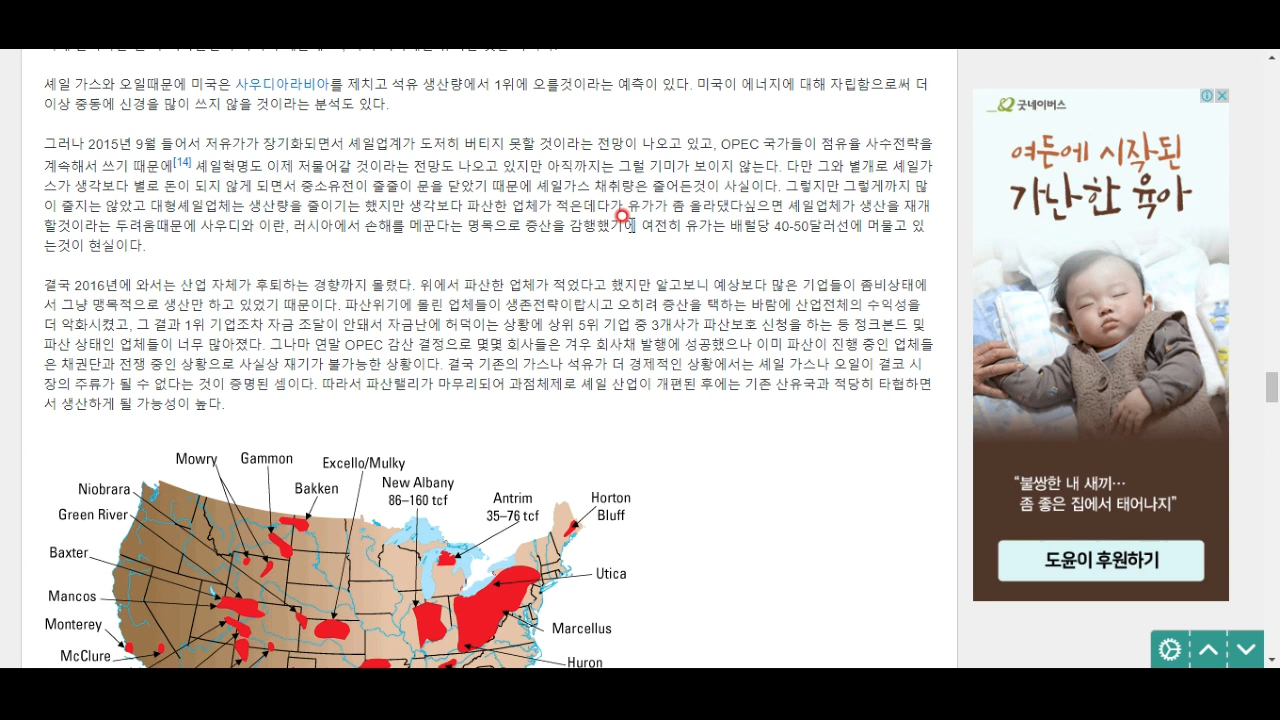 셰일 가스와 오일때문에 미국은 사우디아라비아를 제치고 석유 생산량에서 1위에 오를것이라는 예측이 있다. 미국이 에너지에 대해 자립함으로써 더
이상 중동에 신경을 많이 쓰지 않을 것이라는 분석도 있다.
그러나 2015년 9월 들어서 저유가가 장기화되면서 셰일업계가 도저히 버티지 못할 것이라는 전망이 나오고 있고, OPEC 국가들이 점유율 사수전략을
계속해서 쓰기 때문에[14] 셰일혁명도 이제 저물어갈 것이라는 전망도 나오고 있지만 아직까지는 그럴 기미가 보이지 않는다. 다만 그와 별개로 셰일가
스가 생각보다 별로 돈이 되지 않게 되면서 중소유전이 줄줄이 문을 닫았기 때문에 셰일가스 채취량은 줄어든것이 사실이다. 그렇지만 그렇게까지 많
이 줄지는 않았고 대형셰일업체는 생산량을 줄이기는 했지만 생각보단 파산한 업체가 적은데다가 유가가 좀 올라댔다싶으면 셰일업체가 생산을 재개
할것이라는 두려움때문에 사우디와 이란, 러시아에서 손해를 메꾼다는 명목으로 증산을 감행했기에 여전히 유가는 배럴당 40-50달러선에 머물고 있
는것이 현실이다.
결국 2016년에 와서는 산업 자체가 후퇴하는 경향까지 몰렸다. 위에서 파산한 업체가 적었다고 했지만 알고보니 예상보다 많은 기업들이 좀비상태에
서 그냥 맹목적으로 생산만 하고 있었기 때문이다. 파산위기에 몰린 업체들이 생존전략이랍시고 오히려 증산을 택하는 바람에 산업전체의 수익성을
더 악화시켰고, 그 결과 1위 기업조차 자금 조달이 안돼서 자금난에 허덕이는 상황에 상위 5위 기업 중 3개사가 파산보호 신청을 하는 등 정크본드 및
파산 상태인 업체들이 너무 많아졌다. 그나마 연말 OPEC 감산 결정으로 몇몇 회사들은 겨우 회사채 발행에 성공했으나 이미 파산이 진행 중인 업체들
은 채권단과 전쟁 중인 상황으로 사실상 재기가 불가능한 상황이다. 결국 기존의 가스나 석유가 더 경제적인 상황에서는 셰일 가스나 오일이 결코 시
장의 주류가 될 수 없다는 것이 증명된 셈이다. 따라서 파산랠리가 마무리되어 과점체제로 셰일 산업이 개편된 후에는 기존 산유국과 적당히 타협하면
서 생산하게 될 가능성이 높다.
Mowry
Gammon
Excello/Mulky
Niobrara
Bakken
New Albany
86–160 tcf
Antrim
35–76 tcf
Horton
Bluff
Green River
Baxter
Utica
Mancos
Monterey
Marcellus
McClure
Huron
굿네이버스
여든에 시작된
가난한 육아
“불쌍한 내 새끼…
좀 좋은 집에서 태어나지”
도윤이 후원하기